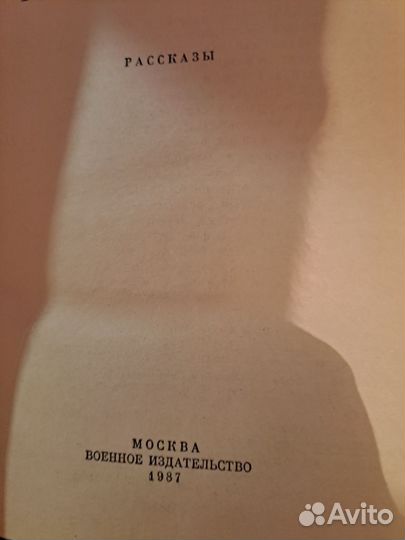 РАССКАЗЫ
МОСКВА
ВОЕННОЕ ИЗДАТЕЛЬСТВО
1987
Avito